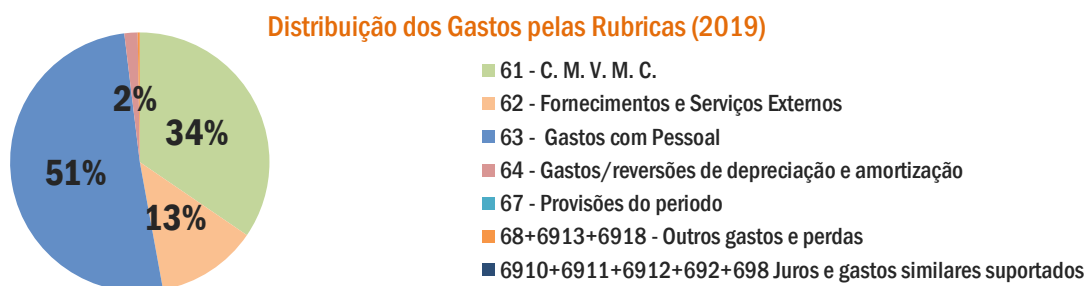 Distribuição dos Gastos pelas Rubricas (2019)
2%
34%
51%
13%
61 - C. M. V. M. C.
62 - Fornecimentos e Serviços Externos
63 - Gastos com Pessoal
64 - Gastos/reversões de depreciação e amortização
67 - Provisões do periodo
68+6913+6918 - Outros gastos e perdas
6910+6911+6912+692+698 Juros e gastos similares suportados